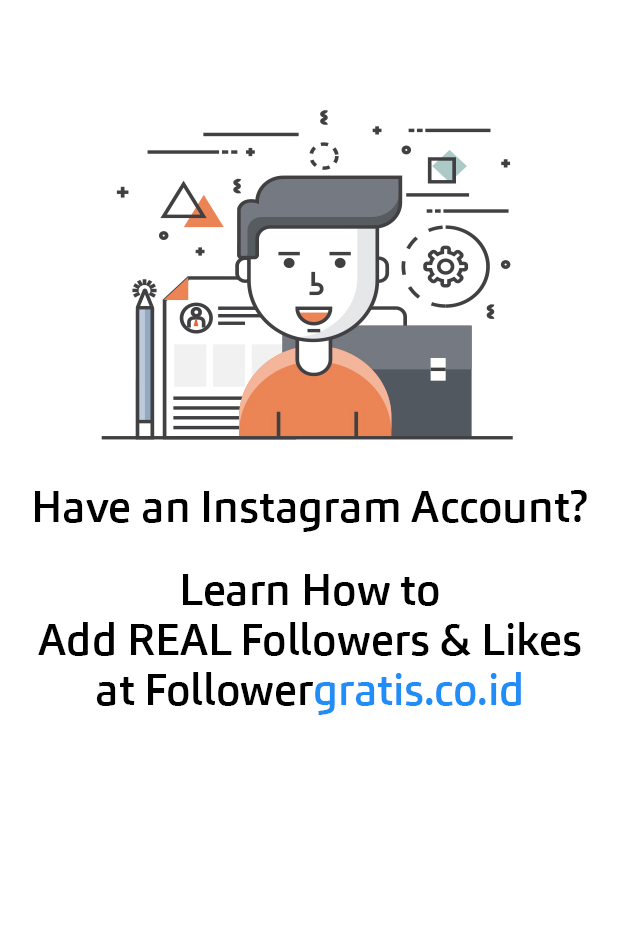 Have an Instagram Account?
Learn How to
Add REAL Followers & Likes
at Followergratis.co.id